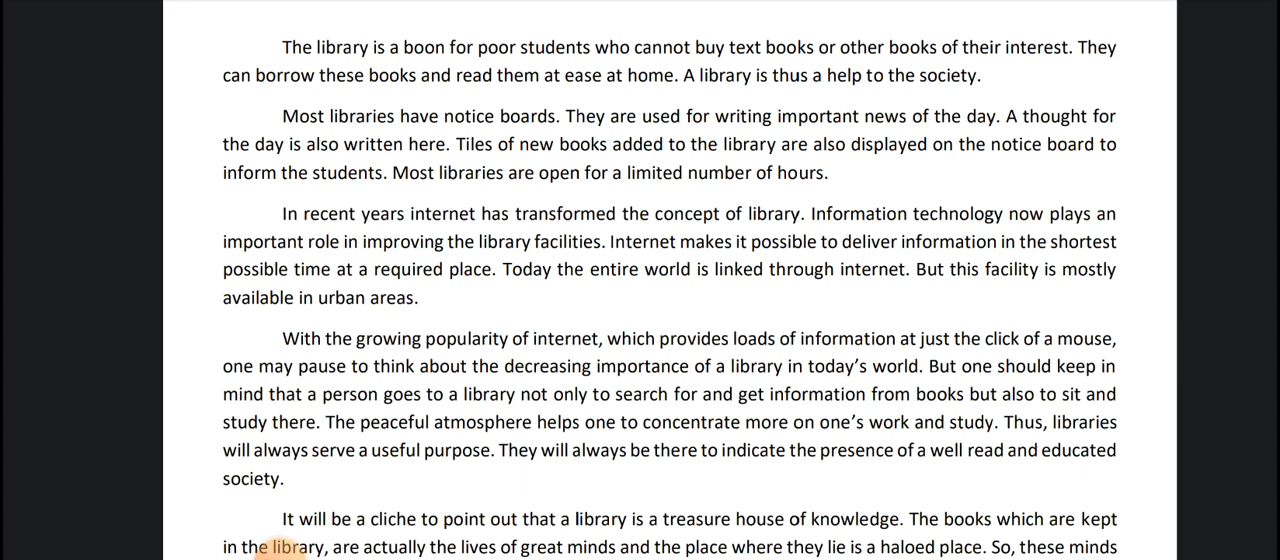 The library is a boon for poor students who cannot buy text books or other books of their interest. They
can borrow these books and read them at ease at home. A library is thus a help to the society.
Most libraries have notice boards. They are used for writing important news of the day. A thought for
the day is also written here. Tiles of new books added to the library are also displayed on the notice board to
inform the students. Most libraries are open for a limited number of hours.
In recent years internet has transformed the concept of library. Information technology now plays an
important role in improving the library facilities. Internet makes it possible to deliver information in the shortest
possible time at a required place. Today the entire world is linked through internet. But this facility is mostly
available in urban areas.
With the growing popularity of internet, which provides loads of information at just the click of a mouse,
one may pause to think about the decreasing importance of a library in today’s world. But one should keep in
mind that a person goes to a library not only to search for and get information from books but also to sit and
study there. The peaceful atmosphere helps one to concentrate more on one’s work and study. Thus, libraries
will always serve a useful purpose. They will always be there to indicate the presence of a well read and educated
society.
It will be a cliche to point out that a library is a treasure house of knowledge. The books which are kept
in the library, are actually the lives of great minds and the place where they lie is a haloed place. So, these minds